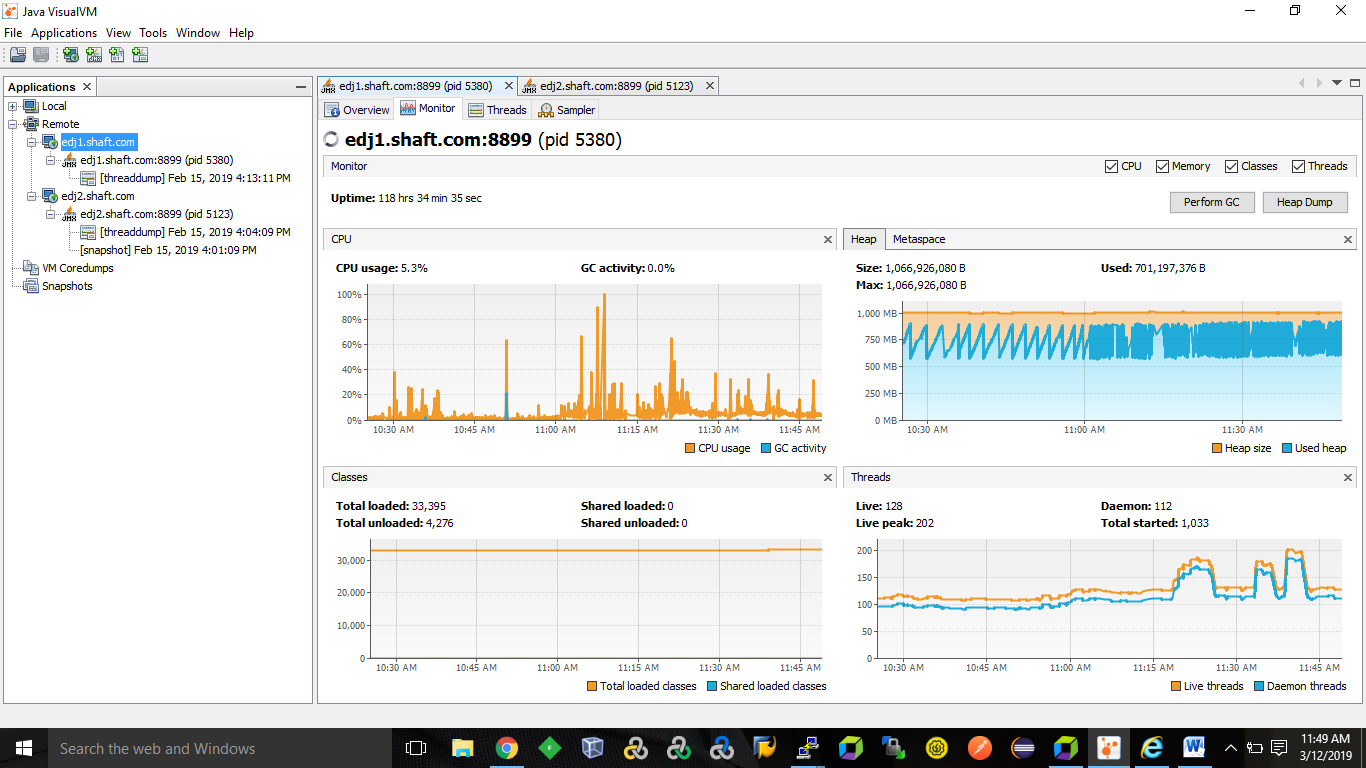 Java VisualVM
File Applications View Tools Window Help
Applications
Local
Remote
edj1.shaft.com
edj1.shaft.com:8899 (pid 5380)
[threaddump] Feb 15, 2019 4:13:11 PM
edj2.shaft.com
edj2.shaft.com:8899 (pid 5123)
[threaddump] Feb 15, 2019 4:04:09 PM
[snapshot] Feb 15, 2019 4:01:09 PM
VM Coredumps
Snapshots
edj1.shaft.com:8899 (pid 5380) edj2.shaft.com:8899 (pid 5123)
Overview Monitor Threads Sampler
edj1.shaft.com:8899 (pid 5380)
Monitor CPU Memory Classes Threads
Uptime: 118 hrs 34 min 35 sec
Perform GC Heap Dump
CPU
CPU usage: 5.3% GC activity: 0.0%
100%
80%
60%
40%
20%
0%
10:30 AM 10:45 AM 11:00 AM 11:15 AM 11:30 AM 11:45 AM
CPU usage GC activity
Heap Metaspace
Size: 1,066,926,080 B Used: 701,197,376 B
Max: 1,066,926,080 B
1,000 MB
750 MB
500 MB
250 MB
0 MB
10:30 AM 11:00 AM 11:30 AM
Heap size Used heap
Classes
Total loaded: 33,395 Shared loaded: 0
Total unloaded: 4,276 Shared unloaded: 0
30,000
20,000
10,000
0
10:30 AM 10:45 AM 11:00 AM 11:15 AM 11:30 AM 11:45 AM
Total loaded classes Shared loaded classes
Threads
Live: 128 Daemon: 112
Live peak: 202 Total started: 1,033
200
150
100
50
0
10:30 AM 10:45 AM 11:00 AM 11:15 AM 11:30 AM 11:45 AM
Live threads Daemon threads
Search the web and Windows
11:49 AM
3/12/2019